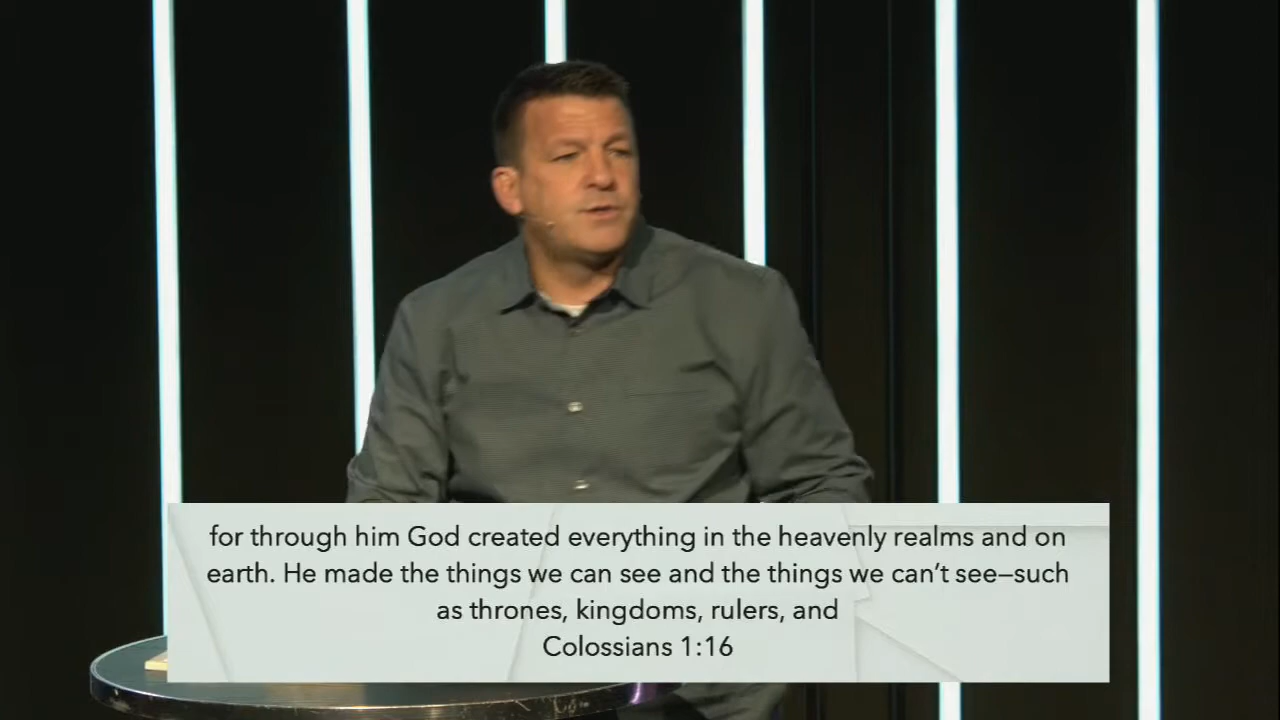 for through him God created everything in the heavenly realms and on
earth. He made the things we can see and the things we can't see—such
as thrones, kingdoms, rulers, and
Colossians 1:16